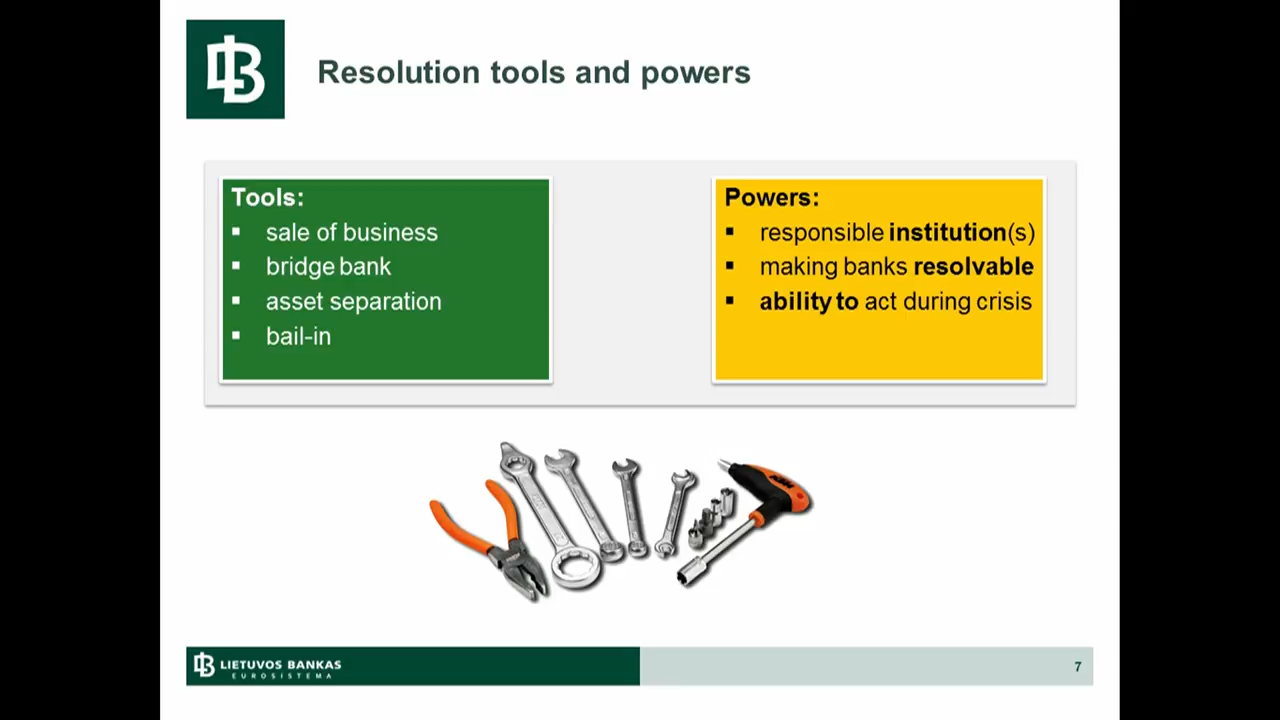 Resolution tools and powers
Tools:
▪ sale of business
▪ bridge bank
▪ asset separation
▪ bail-in
Powers:
▪ responsible institution(s)
▪ making banks resolvable
▪ ability to act during crisis
KTM
LIETUVOS BANKAS
EUROSISTEMA
7